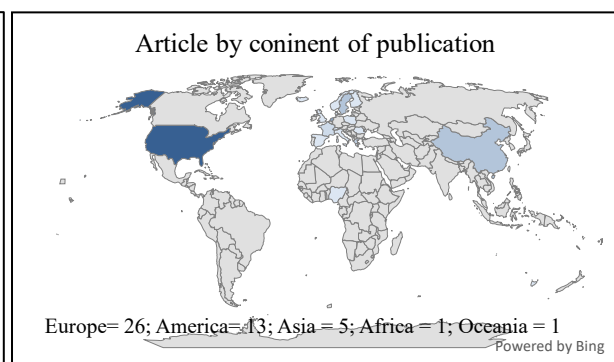 Article by coninent of publication
Europe= 26; America= 13; Asia = 5; Africa = 1; Oceania = 1
Powered by Bing